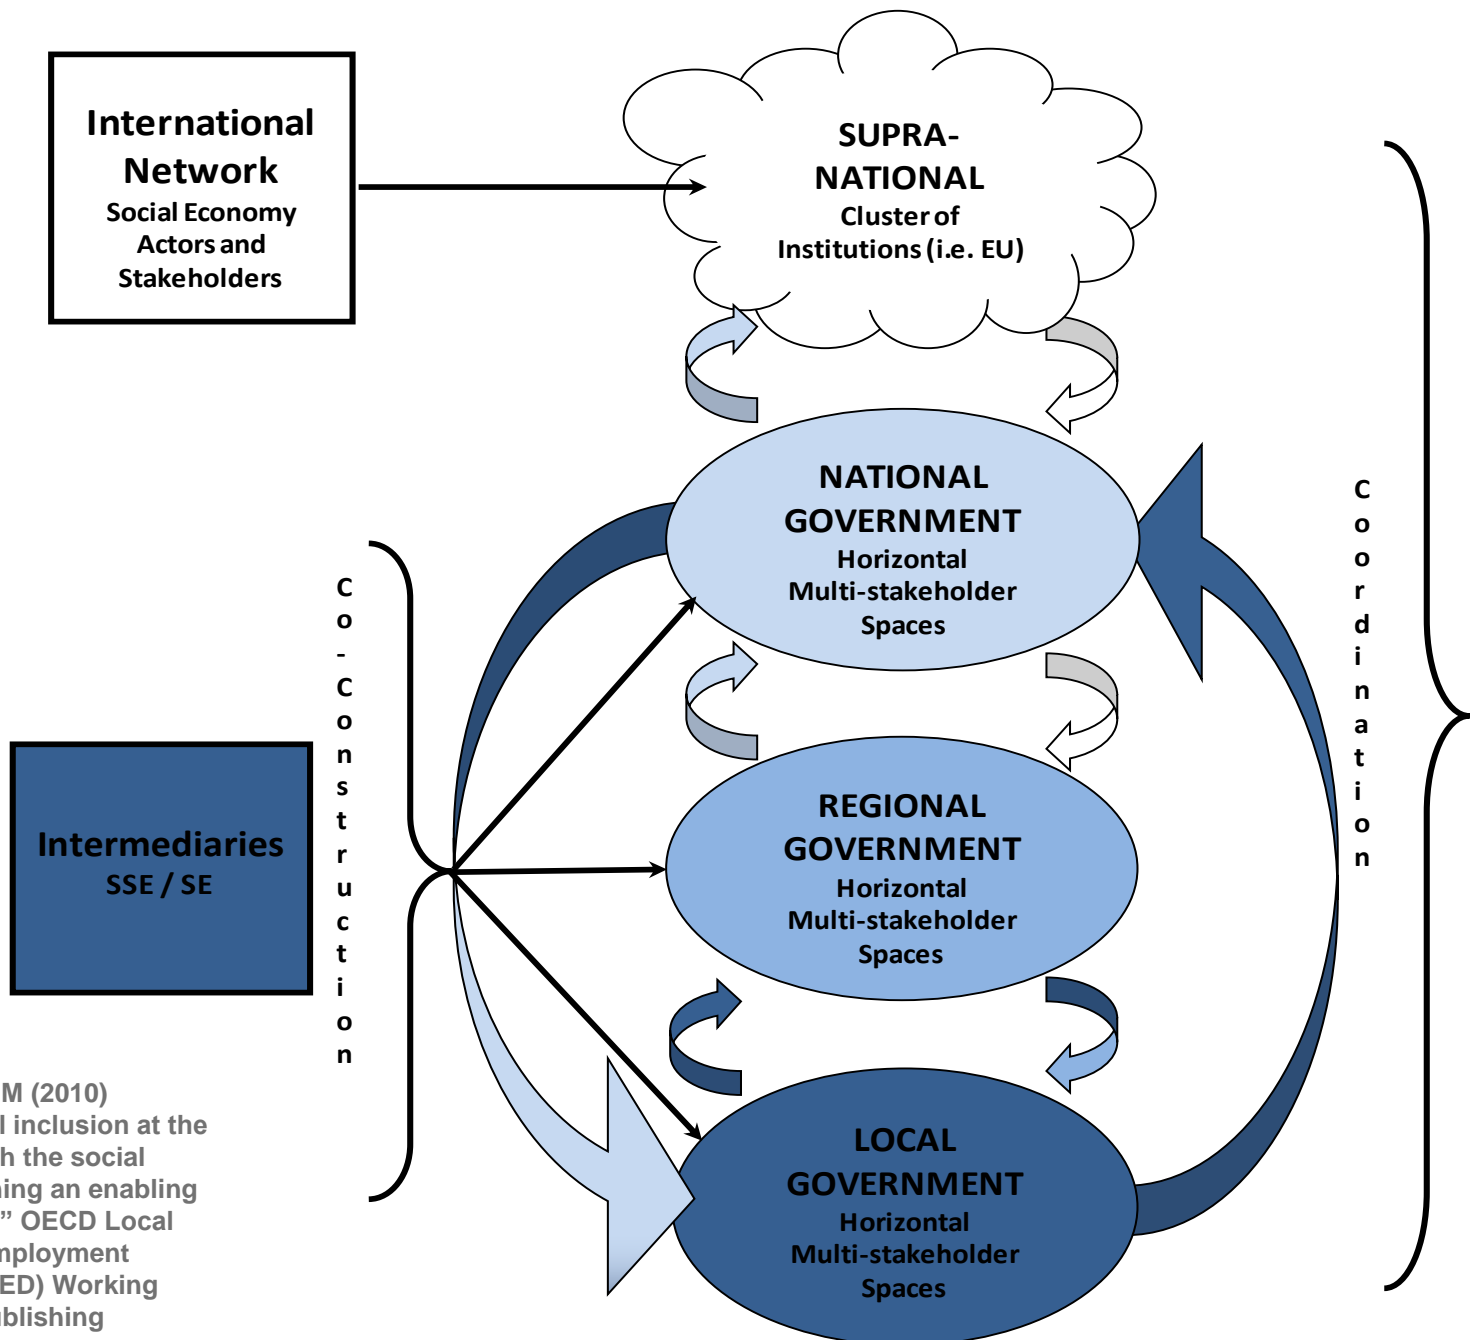 International
Network
Social Economy
Actors and
Stakeholders
SUPRA-
NATIONAL
Cluster of
Institutions (i.e. EU)
NATIONAL
GOVERNMENT
Horizontal
Multi-stakeholder
Spaces
Co-Construction
Coordination
Intermediaries
SSE / SE
REGIONAL
GOVERNMENT
Horizontal
Multi-stakeholder
Spaces
LOCAL
GOVERNMENT
Horizontal
Multi-stakeholder
Spaces
M (2010)
l inclusion at the
h the social
ing an enabling
” OECD Local
mployment
ED) Working
ublishing